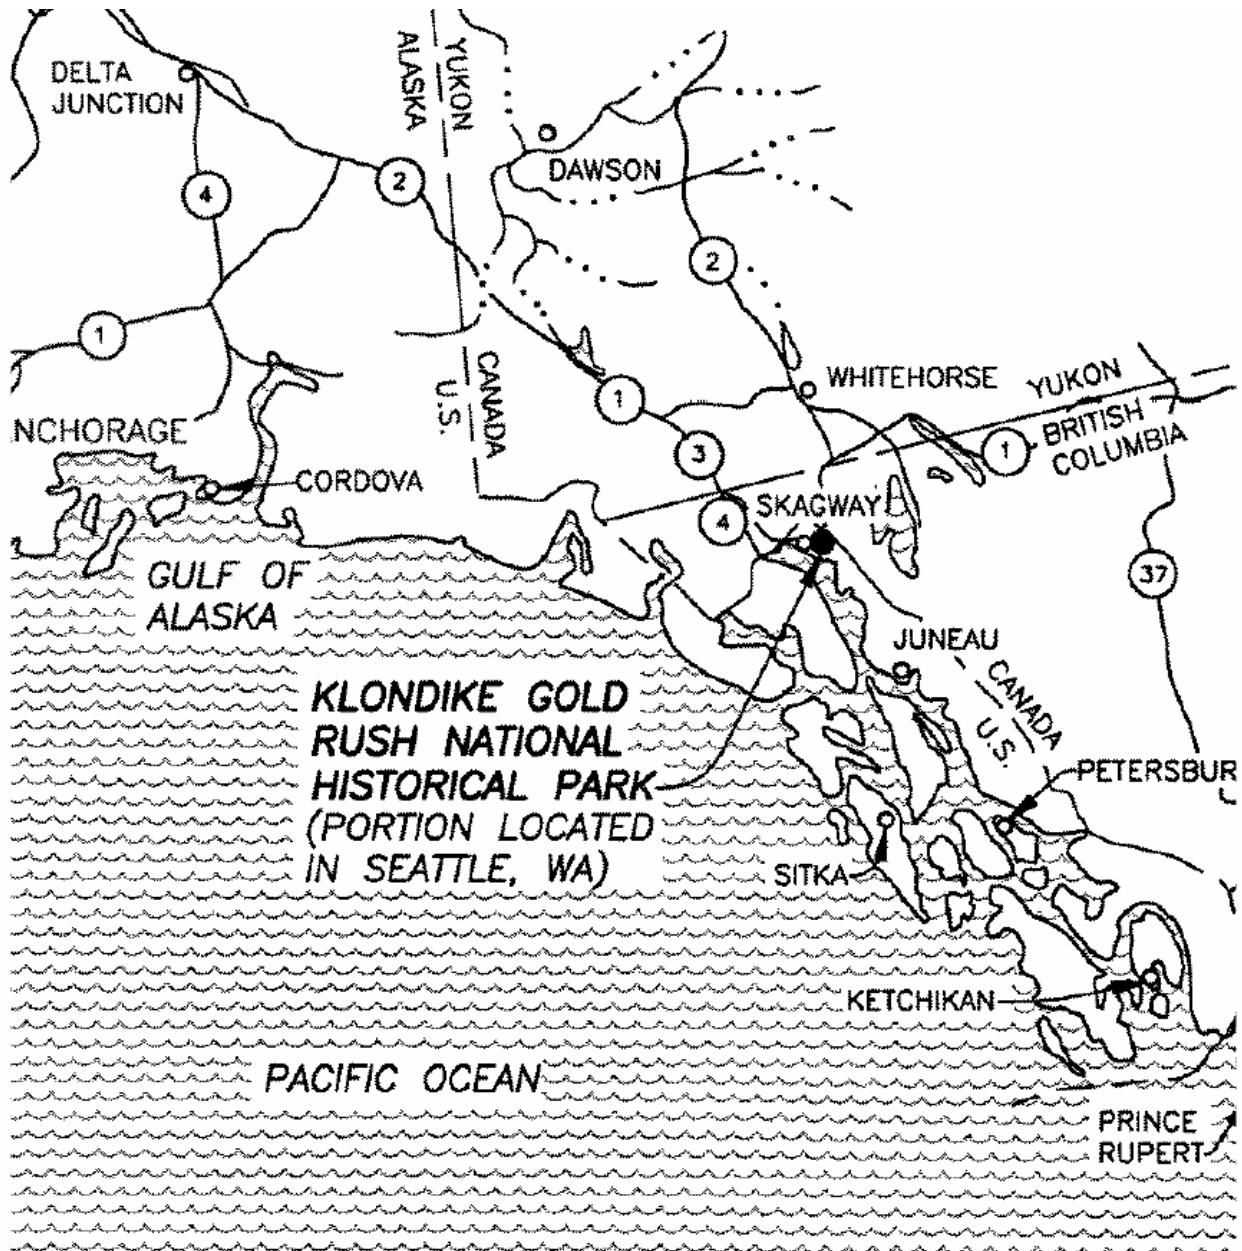 DELTA
JUNCTION
YUKON
ALASKA
DAWSON
4
2
2
1
CANADA
U.S.
WHITEHORSE
1
YUKON
BRITISH
COLUMBIA
1
3
NCHORAGE
CORDOVA
SKAGWAY
4
37
GULF OF
ALASKA
JUNEAU
CANADA
U.S.
KLONDIKE GOLD
RUSH NATIONAL
HISTORICAL PARK
(PORTION LOCATED
IN SEATTLE, WA)
PETERSBUR
SITKA
KETCHIKAN
PACIFIC OCEAN
PRINCE
RUPERT